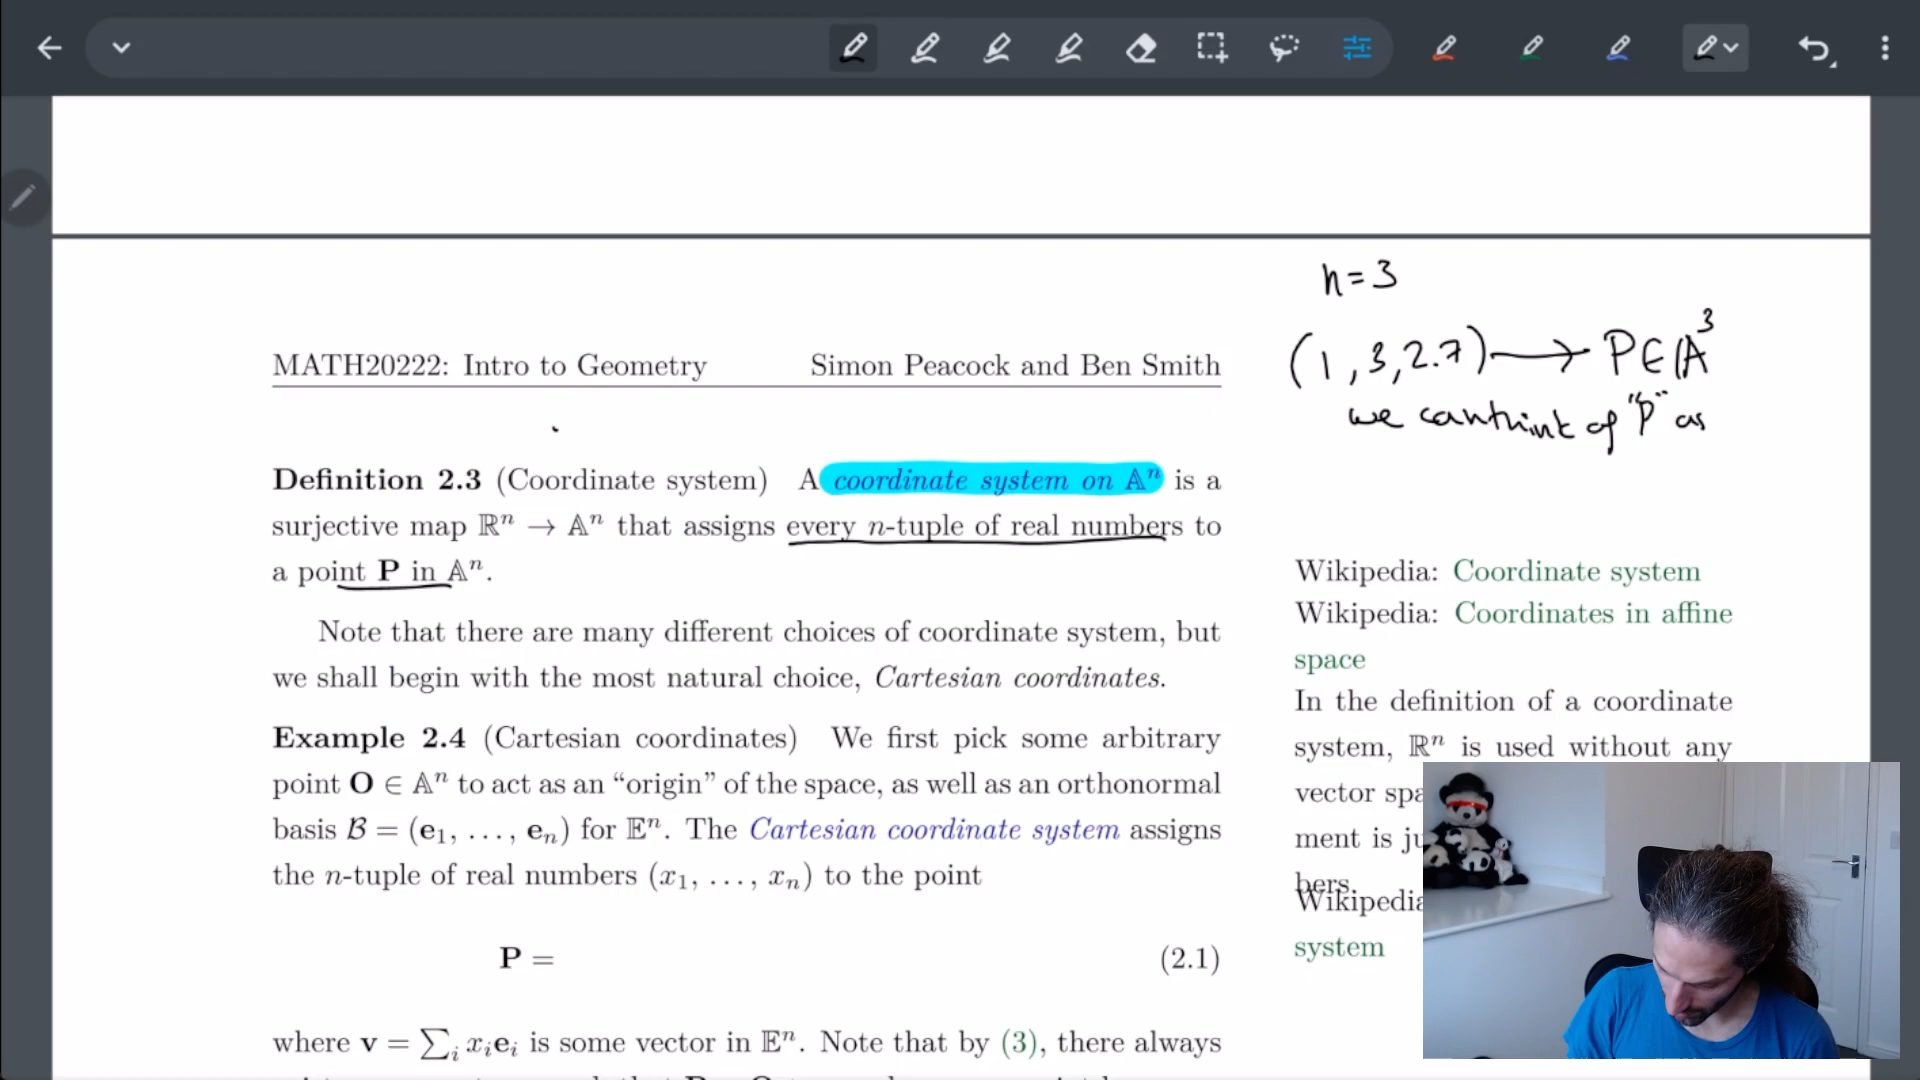 n=3
(1,3,2.7) → P∈𝔸³
we can think of "P" as
MATH20222: Intro to Geometry Simon Peacock and Ben Smith
Definition 2.3 (Coordinate system) A coordinate system on 𝔸ⁿ is a
surjective map ℝⁿ → 𝔸ⁿ that assigns every n-tuple of real numbers to
a point P in 𝔸ⁿ.
Note that there are many different choices of coordinate system, but
we shall begin with the most natural choice, Cartesian coordinates.
Example 2.4 (Cartesian coordinates) We first pick some arbitrary
point O ∈ 𝔸ⁿ to act as an “origin” of the space, as well as an orthonormal
basis ℬ = (e₁, …, eₙ) for 𝔼ⁿ. The Cartesian coordinate system assigns
the n-tuple of real numbers (x₁, …, xₙ) to the point
P = (2.1)
where v = ∑ᵢ xᵢeᵢ is some vector in 𝔼ⁿ. Note that by (3), there always
Wikipedia: Coordinate system
Wikipedia: Coordinates in affine
space
In the definition of a coordinate
system, ℝⁿ is used without any
vector spa
ment is ju
bers.
Wikipedia
system